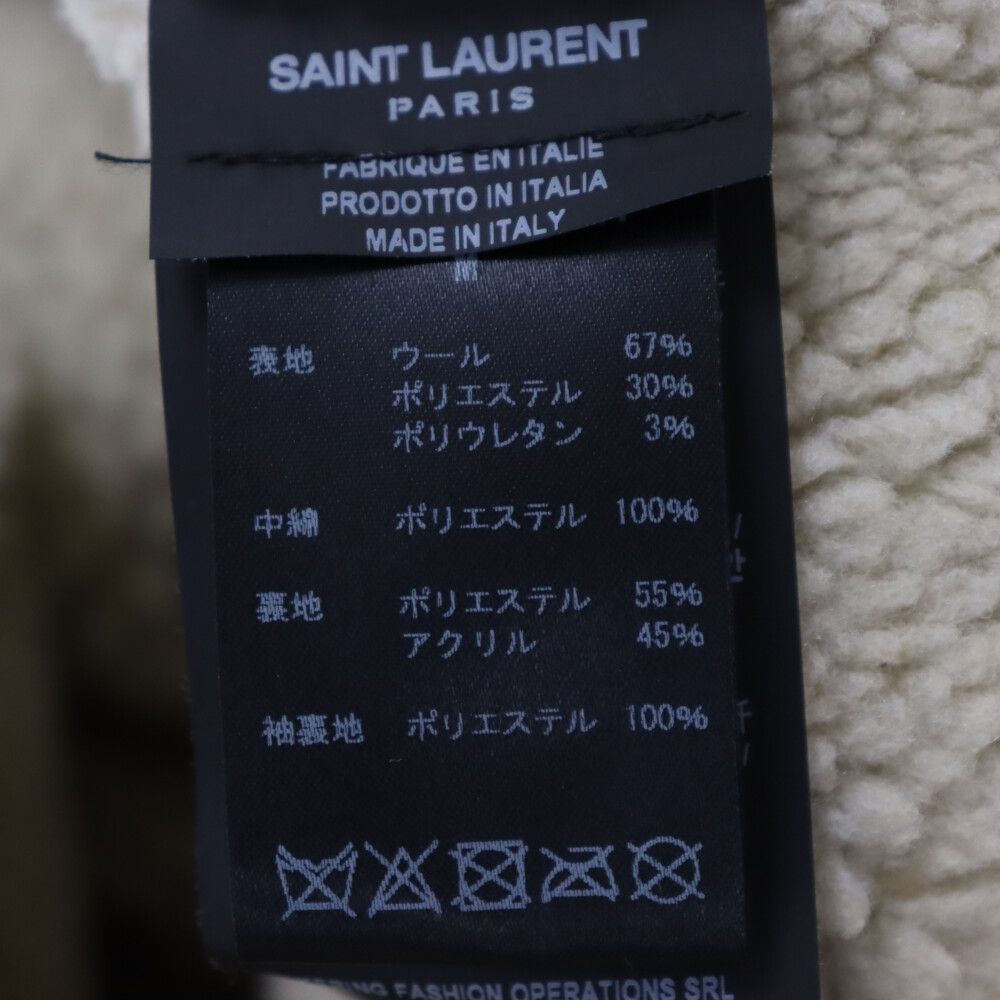 SAINT LAURENT
PARIS
FABRIQUE EN ITALIE
PRODOTTO IN ITALIA
MADE IN ITALY
表地 ウール 67%
ポリエステル 30%
ポリウレタン 3%
中綿 ポリエステル 100%
裏地 ポリエステル 55%
アクリル 45%
袖裏地 ポリエステル 100%
FASHION OPERATIONS SRL